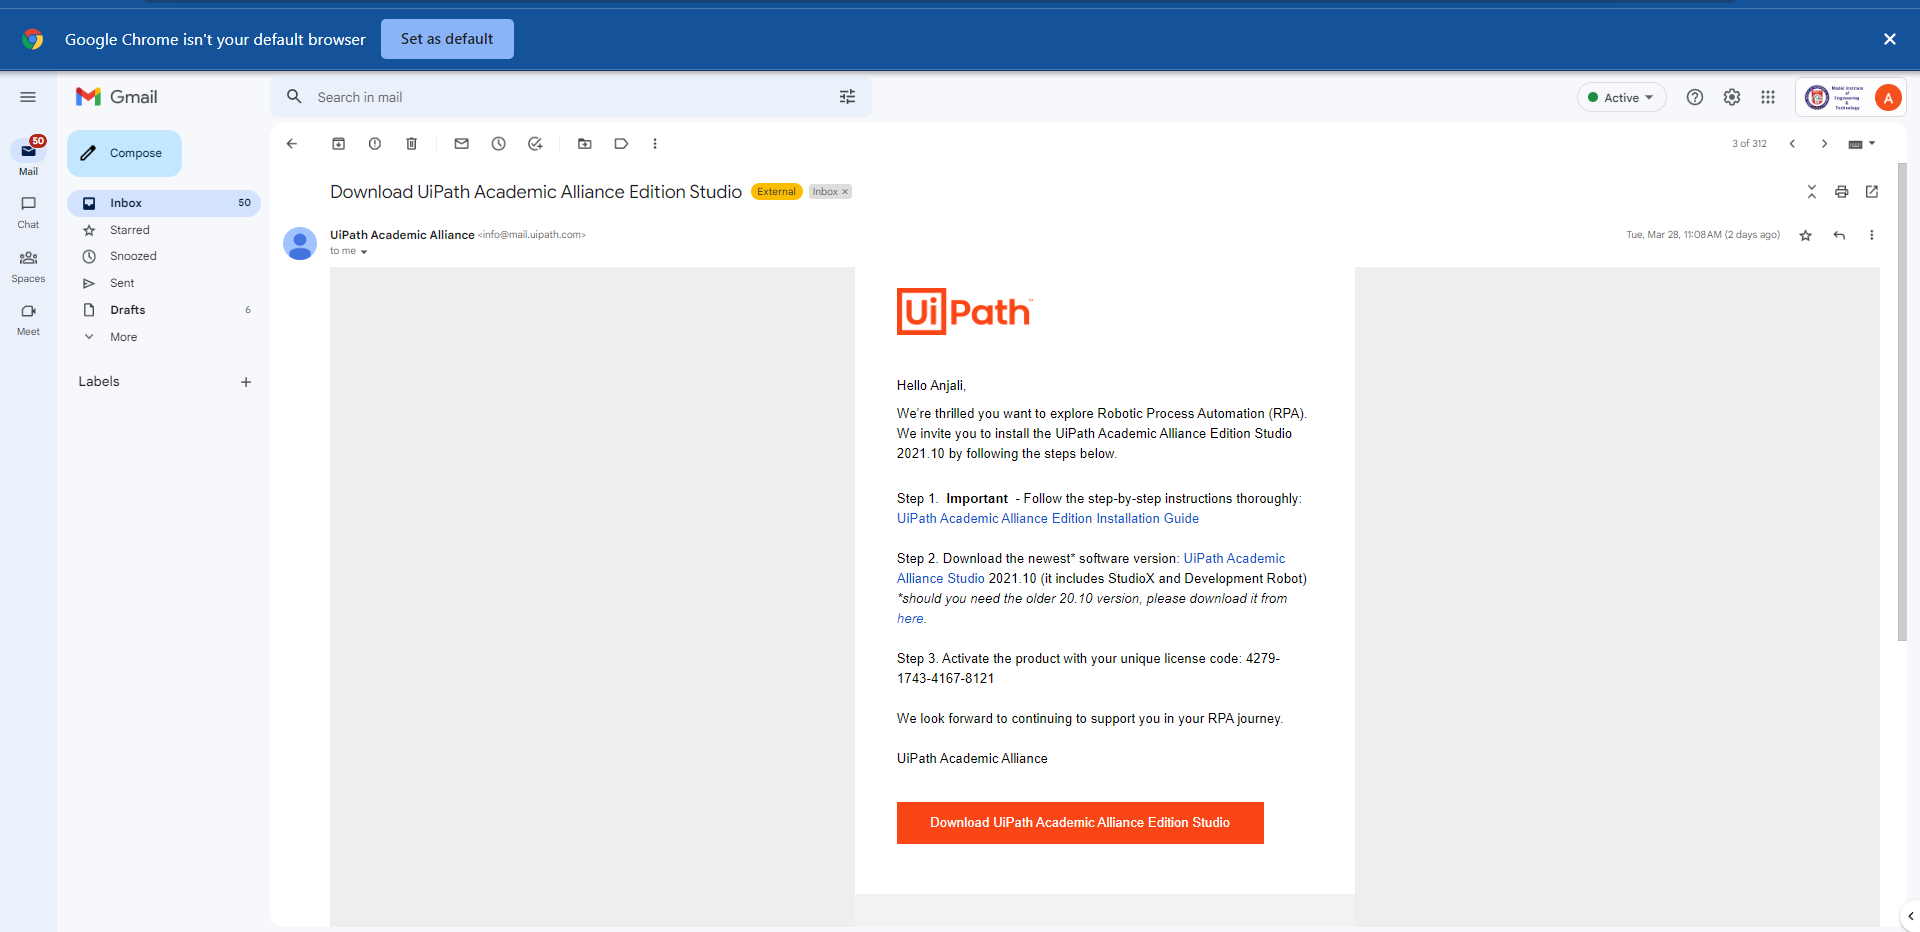 Google Chrome isn't your default browser
Set as default
Gmail
Search in mail
Active
Model Institute
of
Engineering
&
Technology
A
50
Mail
Chat
Spaces
Meet
Compose
Inbox 50
Starred
Snoozed
Sent
Drafts 6
More
Labels
3 of 312
Download UiPath Academic Alliance Edition Studio
External
Inbox ×
UiPath Academic Alliance <info@mail.uipath.com>
to me
Tue, Mar 28, 11:08 AM (2 days ago)
UiPath™
Hello Anjali,
We're thrilled you want to explore Robotic Process Automation (RPA).
We invite you to install the UiPath Academic Alliance Edition Studio
2021.10 by following the steps below.
Step 1. Important - Follow the step-by-step instructions thoroughly:
UiPath Academic Alliance Edition Installation Guide
Step 2. Download the newest* software version: UiPath Academic
Alliance Studio 2021.10 (it includes StudioX and Development Robot)
*should you need the older 20.10 version, please download it from
here.
Step 3. Activate the product with your unique license code: 4279-
1743-4167-8121
We look forward to continuing to support you in your RPA journey.
UiPath Academic Alliance
Download UiPath Academic Alliance Edition Studio